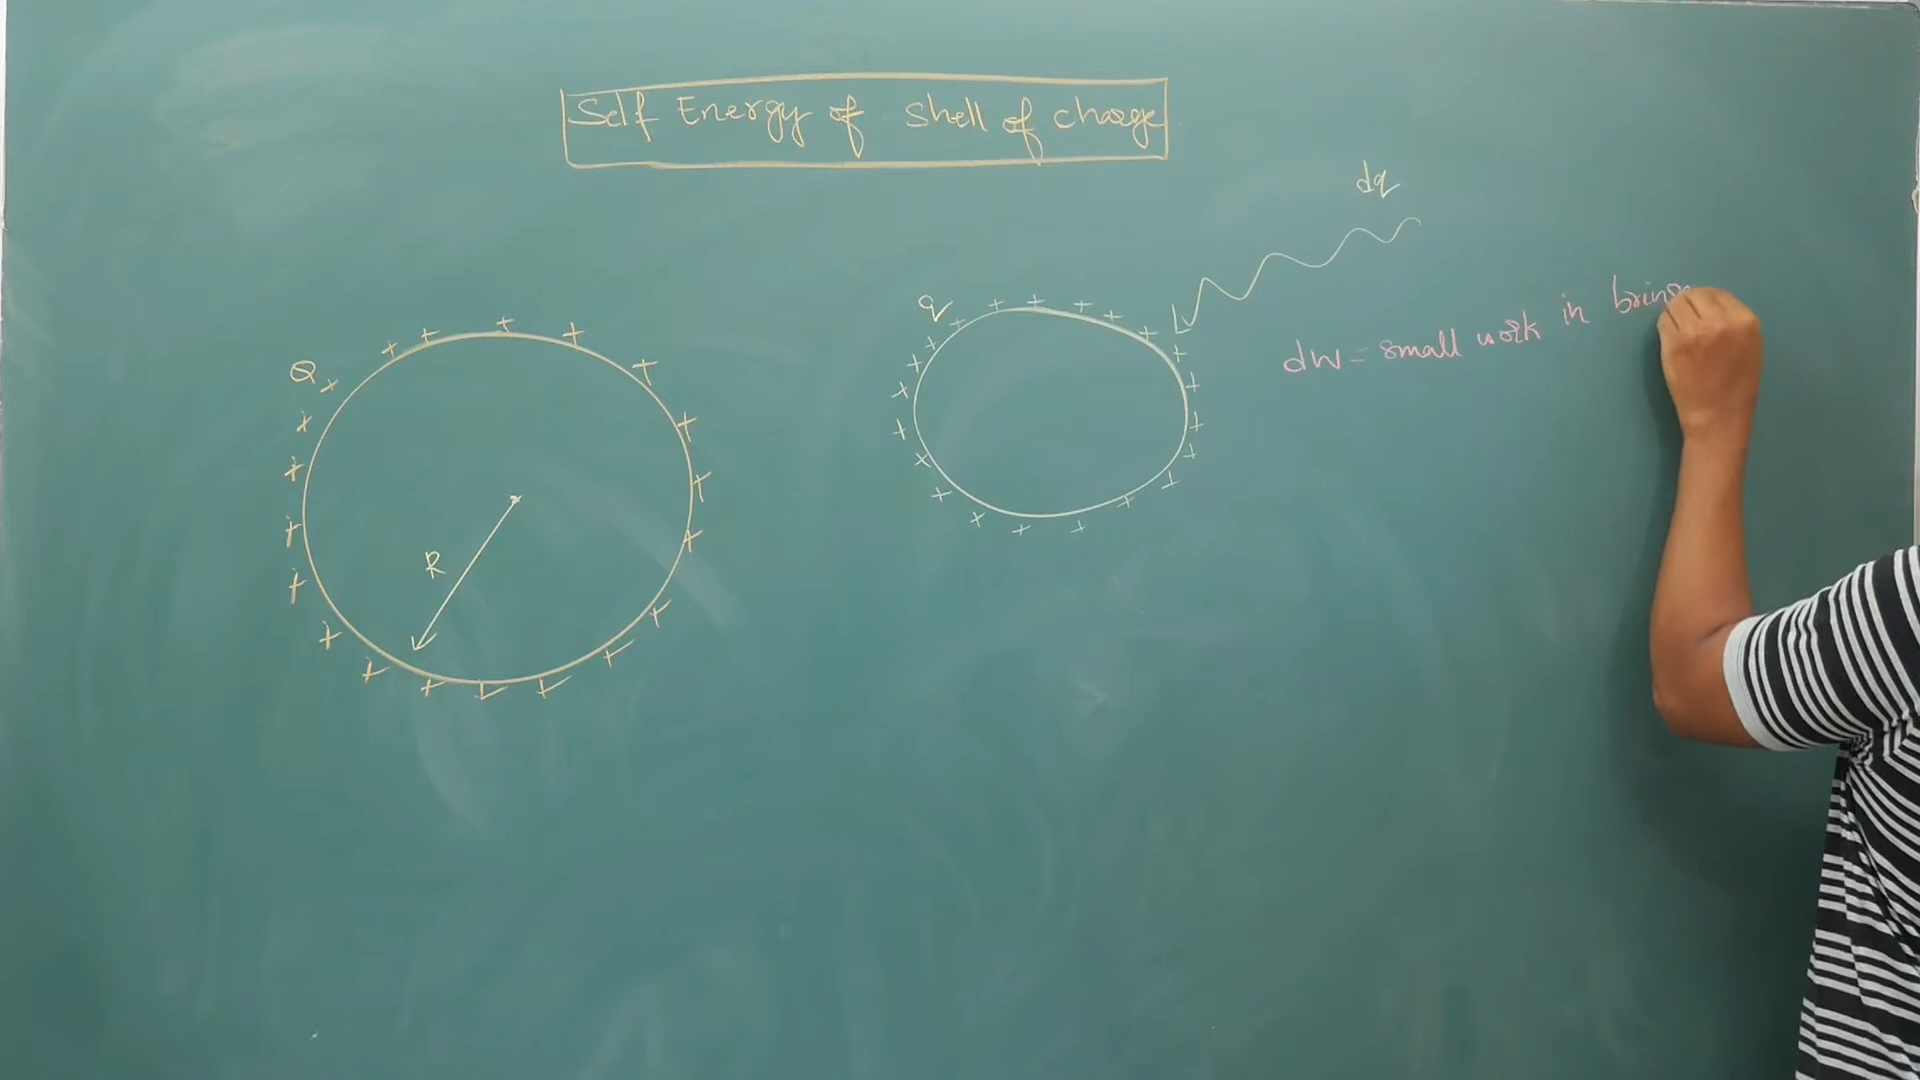 Self Energy of shell of charge
dq
q
dw = small work in bring
Q
R